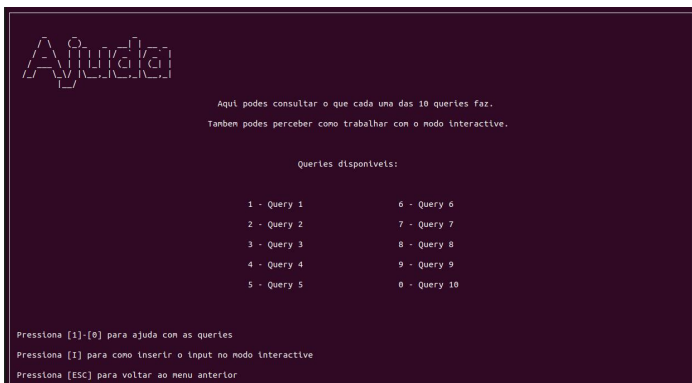 Ajuda
Aqui podes consultar o que cada uma das 10 queries faz.
Tambem podes perceber como trabalhar com o modo interactive.
Queries disponiveis:
1 - Query 1    6 - Query 6
2 - Query 2    7 - Query 7
3 - Query 3    8 - Query 8
4 - Query 4    9 - Query 9
5 - Query 5    0 - Query 10
Pressiona [1]-[0] para ajuda com as queries
Pressiona [I] para como inserir o input no modo interactive
Pressiona [ESC] para voltar ao menu anterior